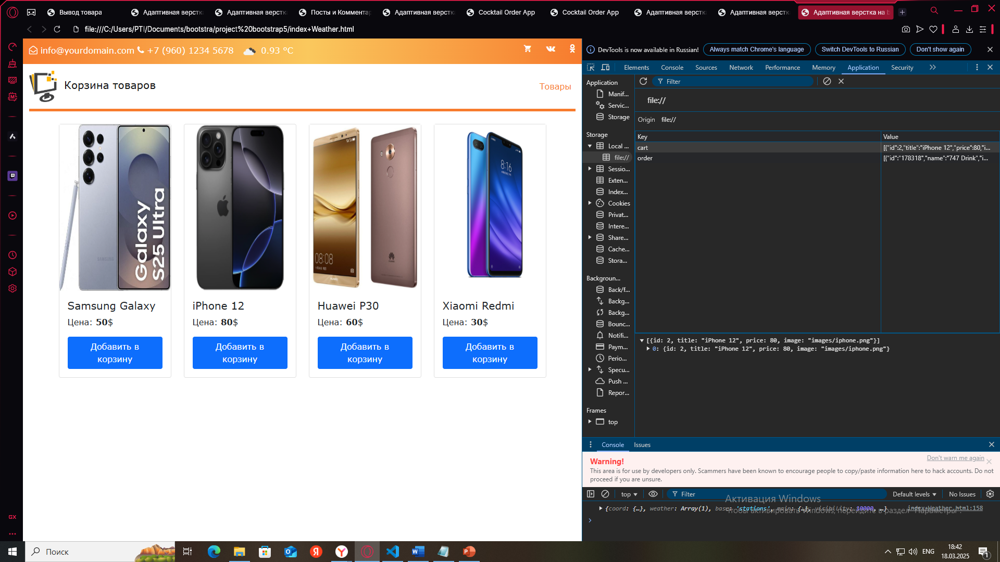 Вывод товара
Адаптивная верстка
Адаптивная верстка
Посты и Коммента
Адаптивная верстк
Cocktail Order App
Cocktail Order App
Адаптивная верстк
Адаптивная верстк
Адаптивная верстка на b
file:///C:/Users/PTI/Documents/bootstra/project%20bootstrap5/index+Weather.html
info@yourdomain.com +7 (960) 1234 5678 0.93 °C
Корзина товаров
Товары
Galaxy
S25 Ultra
SAMSUNG
08:08
HUAWEI
8:16
Samsung Galaxy
Цена: 50$
Добавить в
корзину
iPhone 12
Цена: 80$
Добавить в
корзину
Huawei P30
Цена: 60$
Добавить в
корзину
Xiaomi Redmi
Цена: 30$
Добавить в
корзину
DevTools is now available in Russian!
Always match Chrome's language
Switch DevTools to Russian
Don't show again
Elements
Console
Sources
Network
Performance
Memory
Application
Security
Application
Manif...
Servic...
Storage
Storage
Local ...
file://
Sessio...
Exten...
Index...
Cookies
Privat...
Intere...
Share...
Cache...
Stora...
Backgroun...
Back/f...
Backg...
Backg...
Bounc...
Notifi...
Paym...
Perio...
Specu...
Push ...
Repor...
Frames
top
Filter
file://
Origin file://
Key Value
cart [{"id":2,"title":"iPhone 12","price":80,"i...
order [{"id":"178318","name":"747 Drink","i...
[{id: 2, title: "iPhone 12", price: 80, image: "images/iphone.png"}]
0: {id: 2, title: "iPhone 12", price: 80, image: "images/iphone.png"}
Console
Issues
Warning!
Don't warn me again
This area is for use by developers only. Scammers have been known to encourage people to copy/paste information here to hack accounts. Do not
proceed if you are unsure.
top
Filter
Default levels
No Issues
{coord: {…}, weather: Array(1), base: 'stations', main: {…}, visibility: 10000, …}
index+Weather.html:158
Активация Windows
Чтобы активировать Windows, перейдите в раздел "Параметры".
GX
Поиск
ENG
18:42
18.03.2025
1